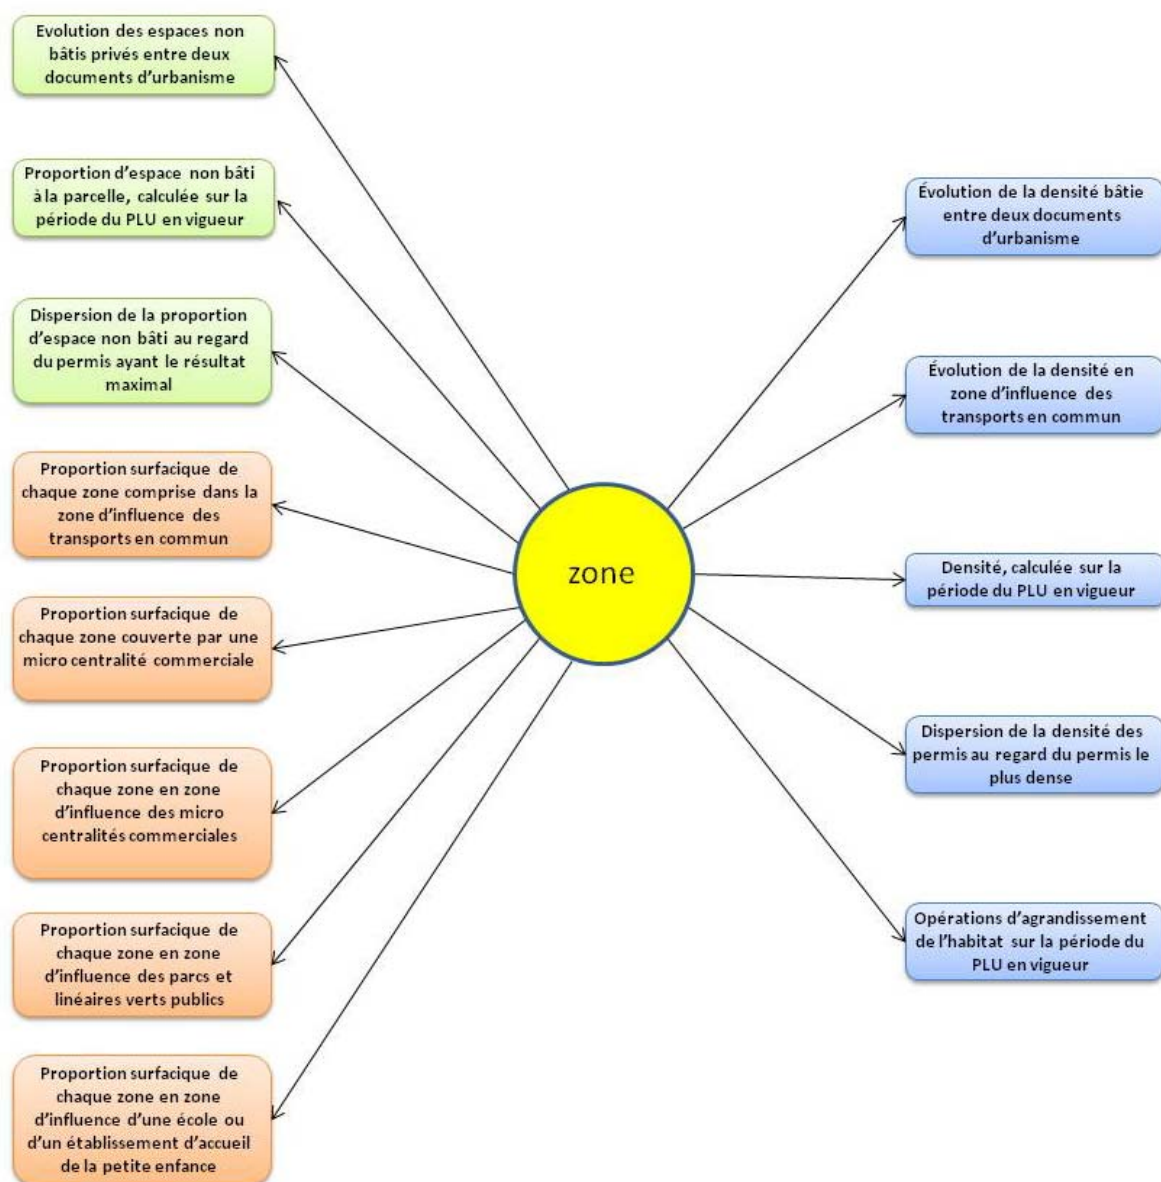 Evolution des espaces non
bâtis privés entre deux
documents d'urbanisme
Proportion d'espace non bâti
à la parcelle, calculée sur la
période du PLU en vigueur
Dispersion de la proportion
d'espace non bâti au regard
du permis ayant le résultat
maximal
Proportion surfacique de
chaque zone comprise dans la
zone d'influence des
transports en commun
Proportion surfacique de
chaque zone couverte par une
micro centralité commerciale
Proportion surfacique de
chaque zone en zone
d'influence des micro
centralités commerciales
Proportion surfacique de
chaque zone en zone
d'influence des parcs et
linéaires verts publics
Proportion surfacique de
chaque zone en zone
d'influence d'une école ou
d'un établissement d'accueil
de la petite enfance
zone
Évolution de la densité bâtie
entre deux documents
d'urbanisme
Évolution de la densité en
zone d'influence des
transports en commun
Densité, calculée sur la
période du PLU en vigueur
Dispersion de la densité des
permis au regard du permis le
plus dense
Opérations d'agrandissement
de l'habitat sur la période du
PLU en vigueur